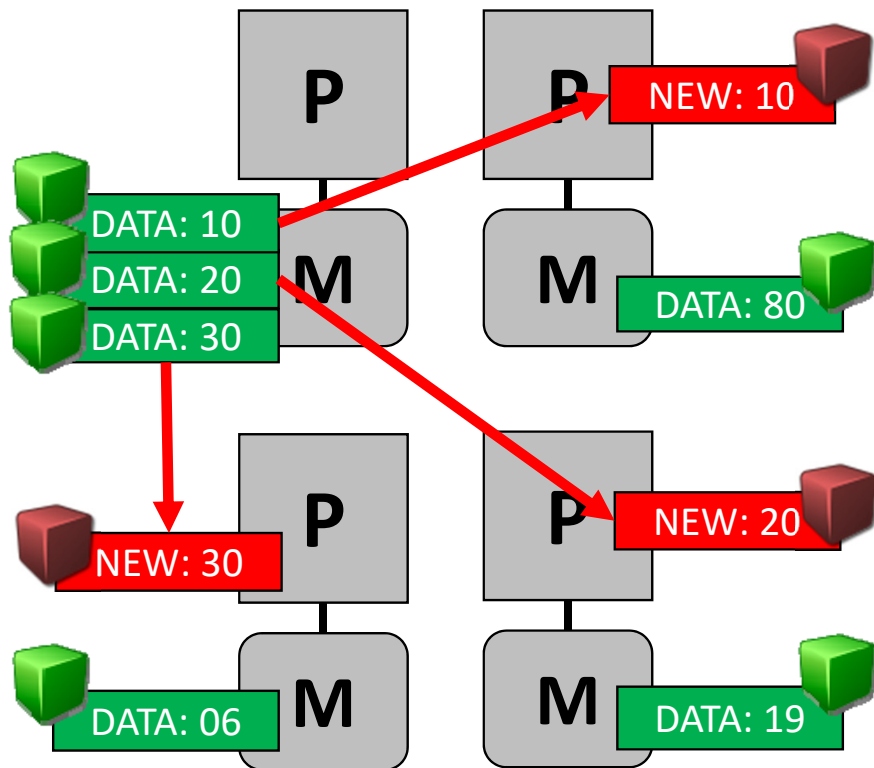 P
P
NEW: 10
DATA: 10
DATA: 20
M
M
DATA: 80
DATA: 30
P
P
NEW: 20
NEW: 30
M
M
DATA: 06
DATA: 19